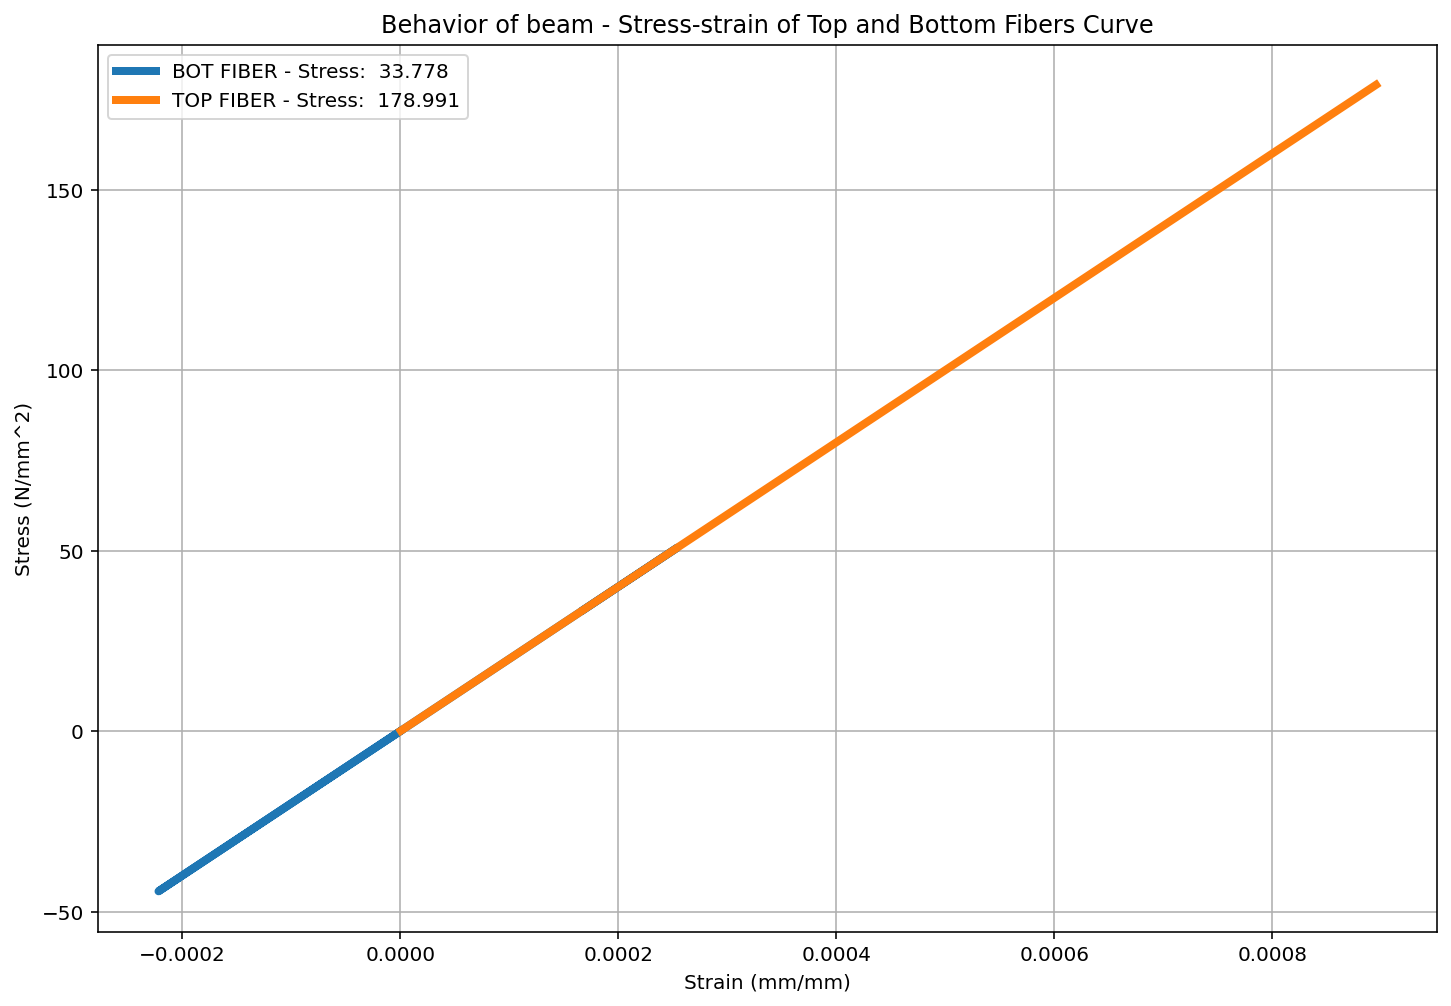 Behavior of beam - Stress-strain of Top and Bottom Fibers Curve
BOT FIBER - Stress:  33.778
TOP FIBER - Stress:  178.991
150
100
50
0
−50
Stress (N/mm^2)
−0.0002
0.0000
0.0002
0.0004
0.0006
0.0008
Strain (mm/mm)